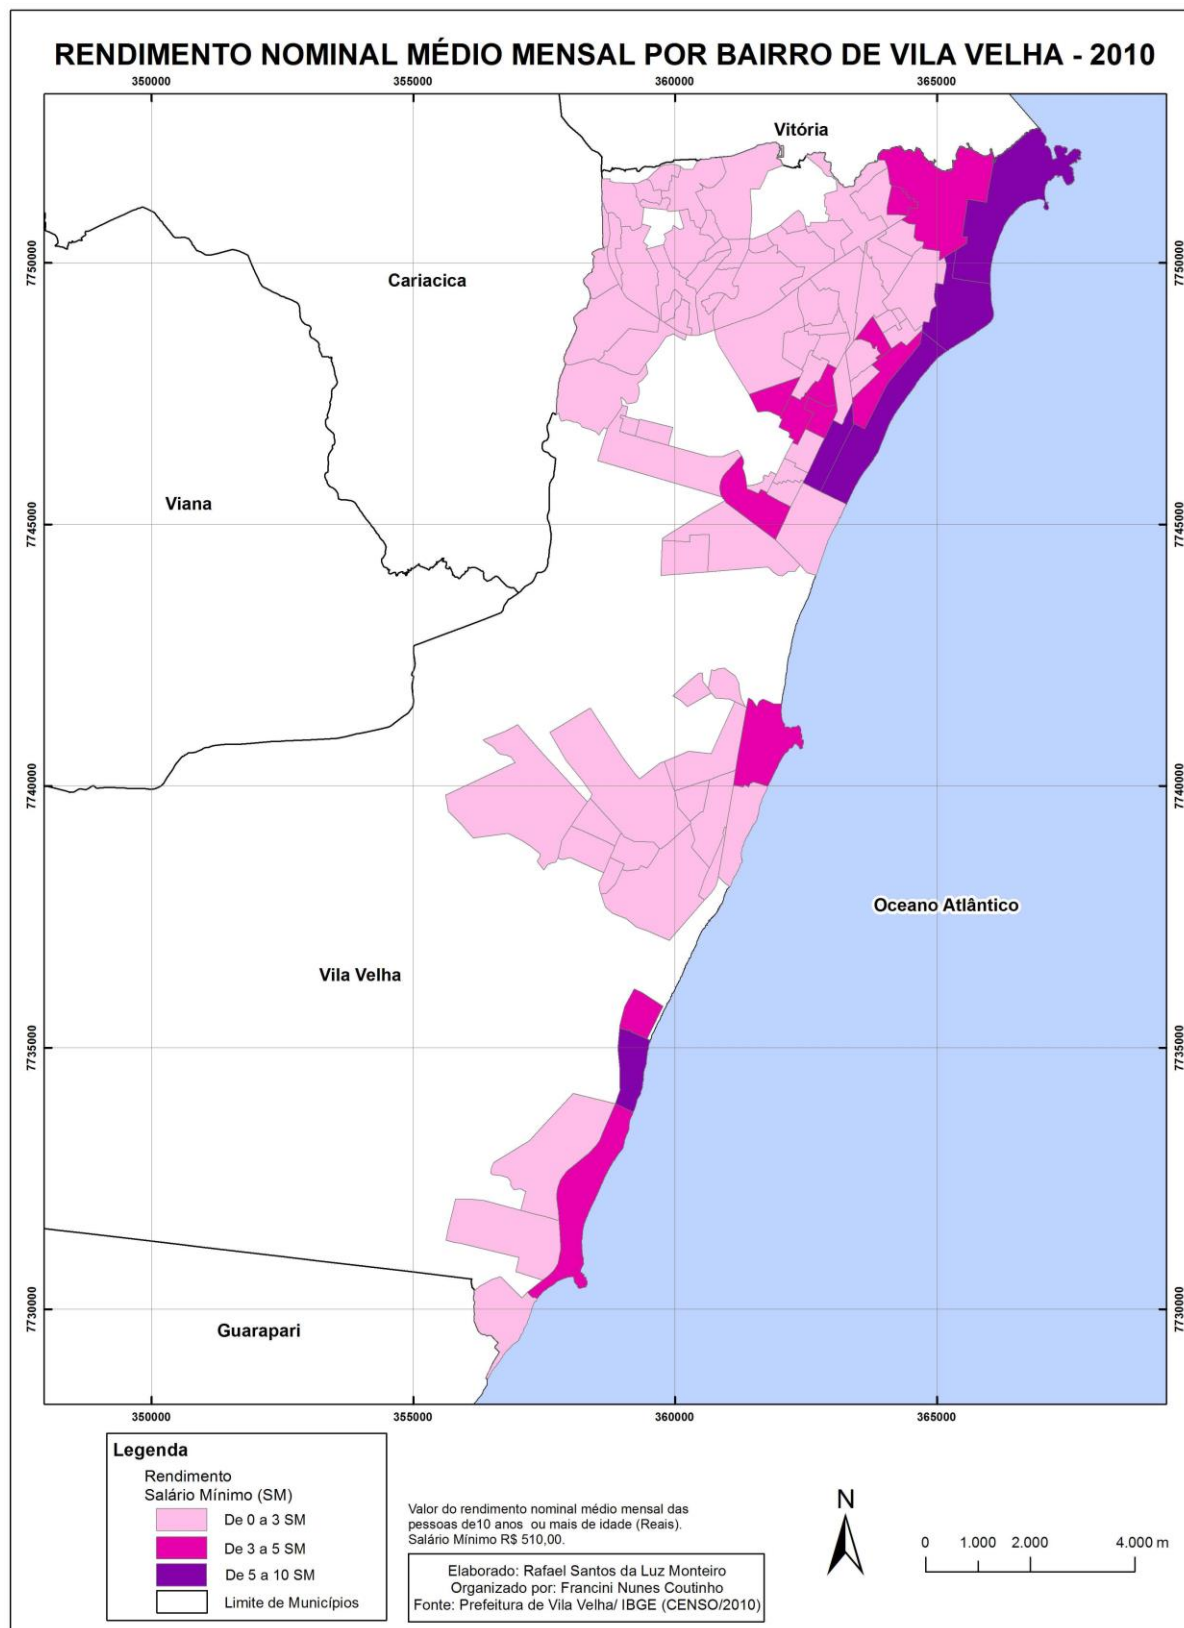 RENDIMENTO NOMINAL MÉDIO MENSAL POR BAIRRO DE VILA VELHA - 2010
350000
355000
360000
365000
Vitória
7750000
7750000
Cariacica
Viana
7745000
7745000
7740000
7740000
Oceano Atlântico
Vila Velha
7735000
7735000
7730000
7730000
Guarapari
350000
355000
360000
365000
Legenda
Rendimento
Salário Mínimo (SM)
De 0 a 3 SM
De 3 a 5 SM
De 5 a 10 SM
Limite de Municípios
Valor do rendimento nominal médio mensal das
pessoas de10 anos ou mais de idade (Reais).
Salário Mínimo R$ 510,00.
Elaborado: Rafael Santos da Luz Monteiro
Organizado por: Francini Nunes Coutinho
Fonte: Prefeitura de Vila Velha/ IBGE (CENSO/2010)
N
0 1.000 2.000 4.000 m